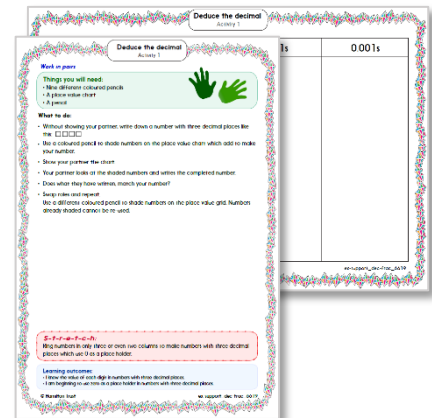 Deduce the decimal
Activity 1
1s
0.001s
ea-support_dec-frac_5619
Deduce the decimal
Activity 1
Work in pairs
Things you will need:
• Nine different coloured pencils
• A place value chart
• A pencil
What to do:
• Without showing your partner, write down a number with three decimal places like
this: □.□□□
• Use a coloured pencil to shade numbers on the place value chart which add to make
your number.
• Show your partner the chart.
• Your partner looks at the shaded numbers and writes the completed number.
• Does what they have written, match your number?
• Swap roles and repeat.
Use a different coloured pencil to shade numbers on the place value grid. Numbers
already shaded cannot be re-used.
S-t-r-e-t-c-h:
Ring numbers in only three or even two columns to make numbers with three decimal
places which use 0 as a place holder.
Learning outcomes:
• I know the value of each digit in numbers with three decimal places.
• I am beginning to use zero as a place holder in numbers with three decimal places.
© Hamilton Trust